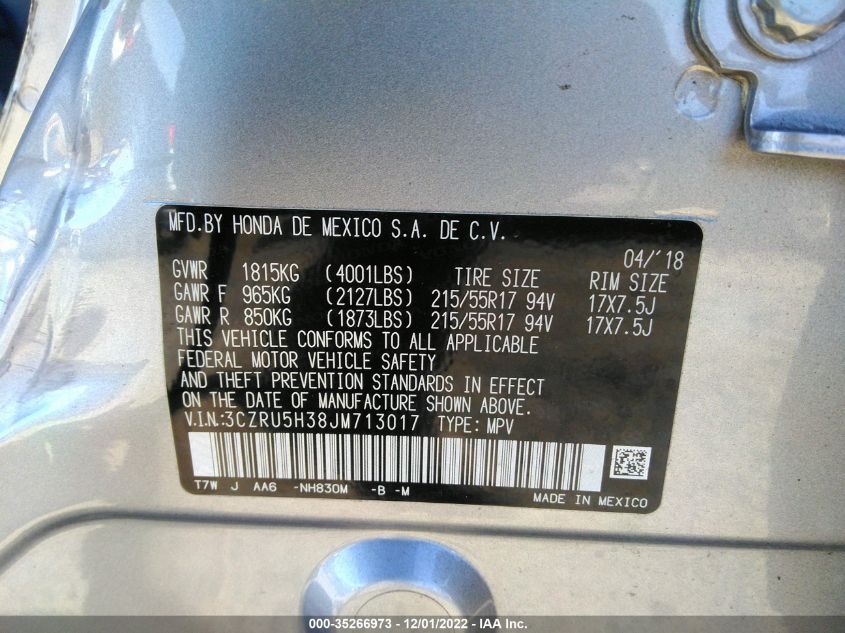 MFD.BY HONDA DE MEXICO S.A. DE C.V.
04/'18
GVWR 1815KG (4001LBS) TIRE SIZE RIM SIZE
GAWR F 965KG (2127LBS) 215/55R17 94V 17X7.5J
GAWR R 850KG (1873LBS) 215/55R17 94V 17X7.5J
THIS VEHICLE CONFORMS TO ALL APPLICABLE
FEDERAL MOTOR VEHICLE SAFETY
AND THEFT PREVENTION STANDARDS IN EFFECT
ON THE DATE OF MANUFACTURE SHOWN ABOVE.
V.I.N:3CZRU5H38JM713017 TYPE: MPV
T7W J AA6 -NH830M -B -M
MADE IN MEXICO
000-35266973 - 12/01/2022 - IAA Inc.